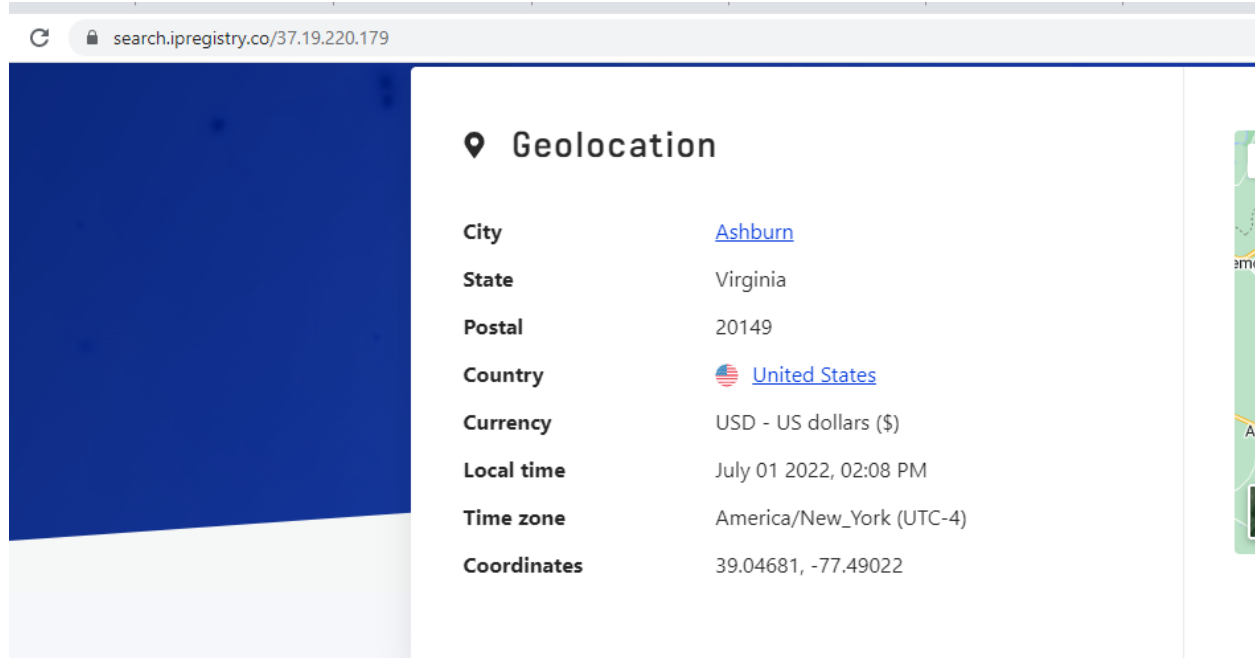 search.ipregistry.co/37.19.220.179
Geolocation
City Ashburn
State Virginia
Postal 20149
Country United States
Currency USD - US dollars ($)
Local time July 01 2022, 02:08 PM
Time zone America/New_York (UTC-4)
Coordinates 39.04681, -77.49022